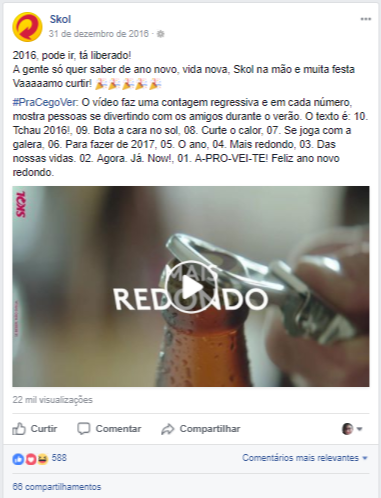 Skol
31 de dezembro de 2016 ·
2016, pode ir, tá liberado!
A gente só quer saber de ano novo, vida nova, Skol na mão e muita festa
Vaaaaamo curtir! 🎉🎉🎉🎉🎉
#PraCegoVer: O vídeo faz uma contagem regressiva e em cada número,
mostra pessoas se divertindo com os amigos durante o verão. O texto é: 10.
Tchau 2016!, 09. Bota a cara no sol, 08. Curte o calor, 07. Se joga com a
galera, 06. Para fazer de 2017, 05. O ano, 04. Mais redondo, 03. Das
nossas vidas. 02. Agora. Já. Now!, 01. A-PRO-VEI-TE! Feliz ano novo
redondo.
SKOL
MAIS
REDONDO
22 mil visualizações
Curtir Comentar Compartilhar
588 Comentários mais relevantes
66 compartilhamentos